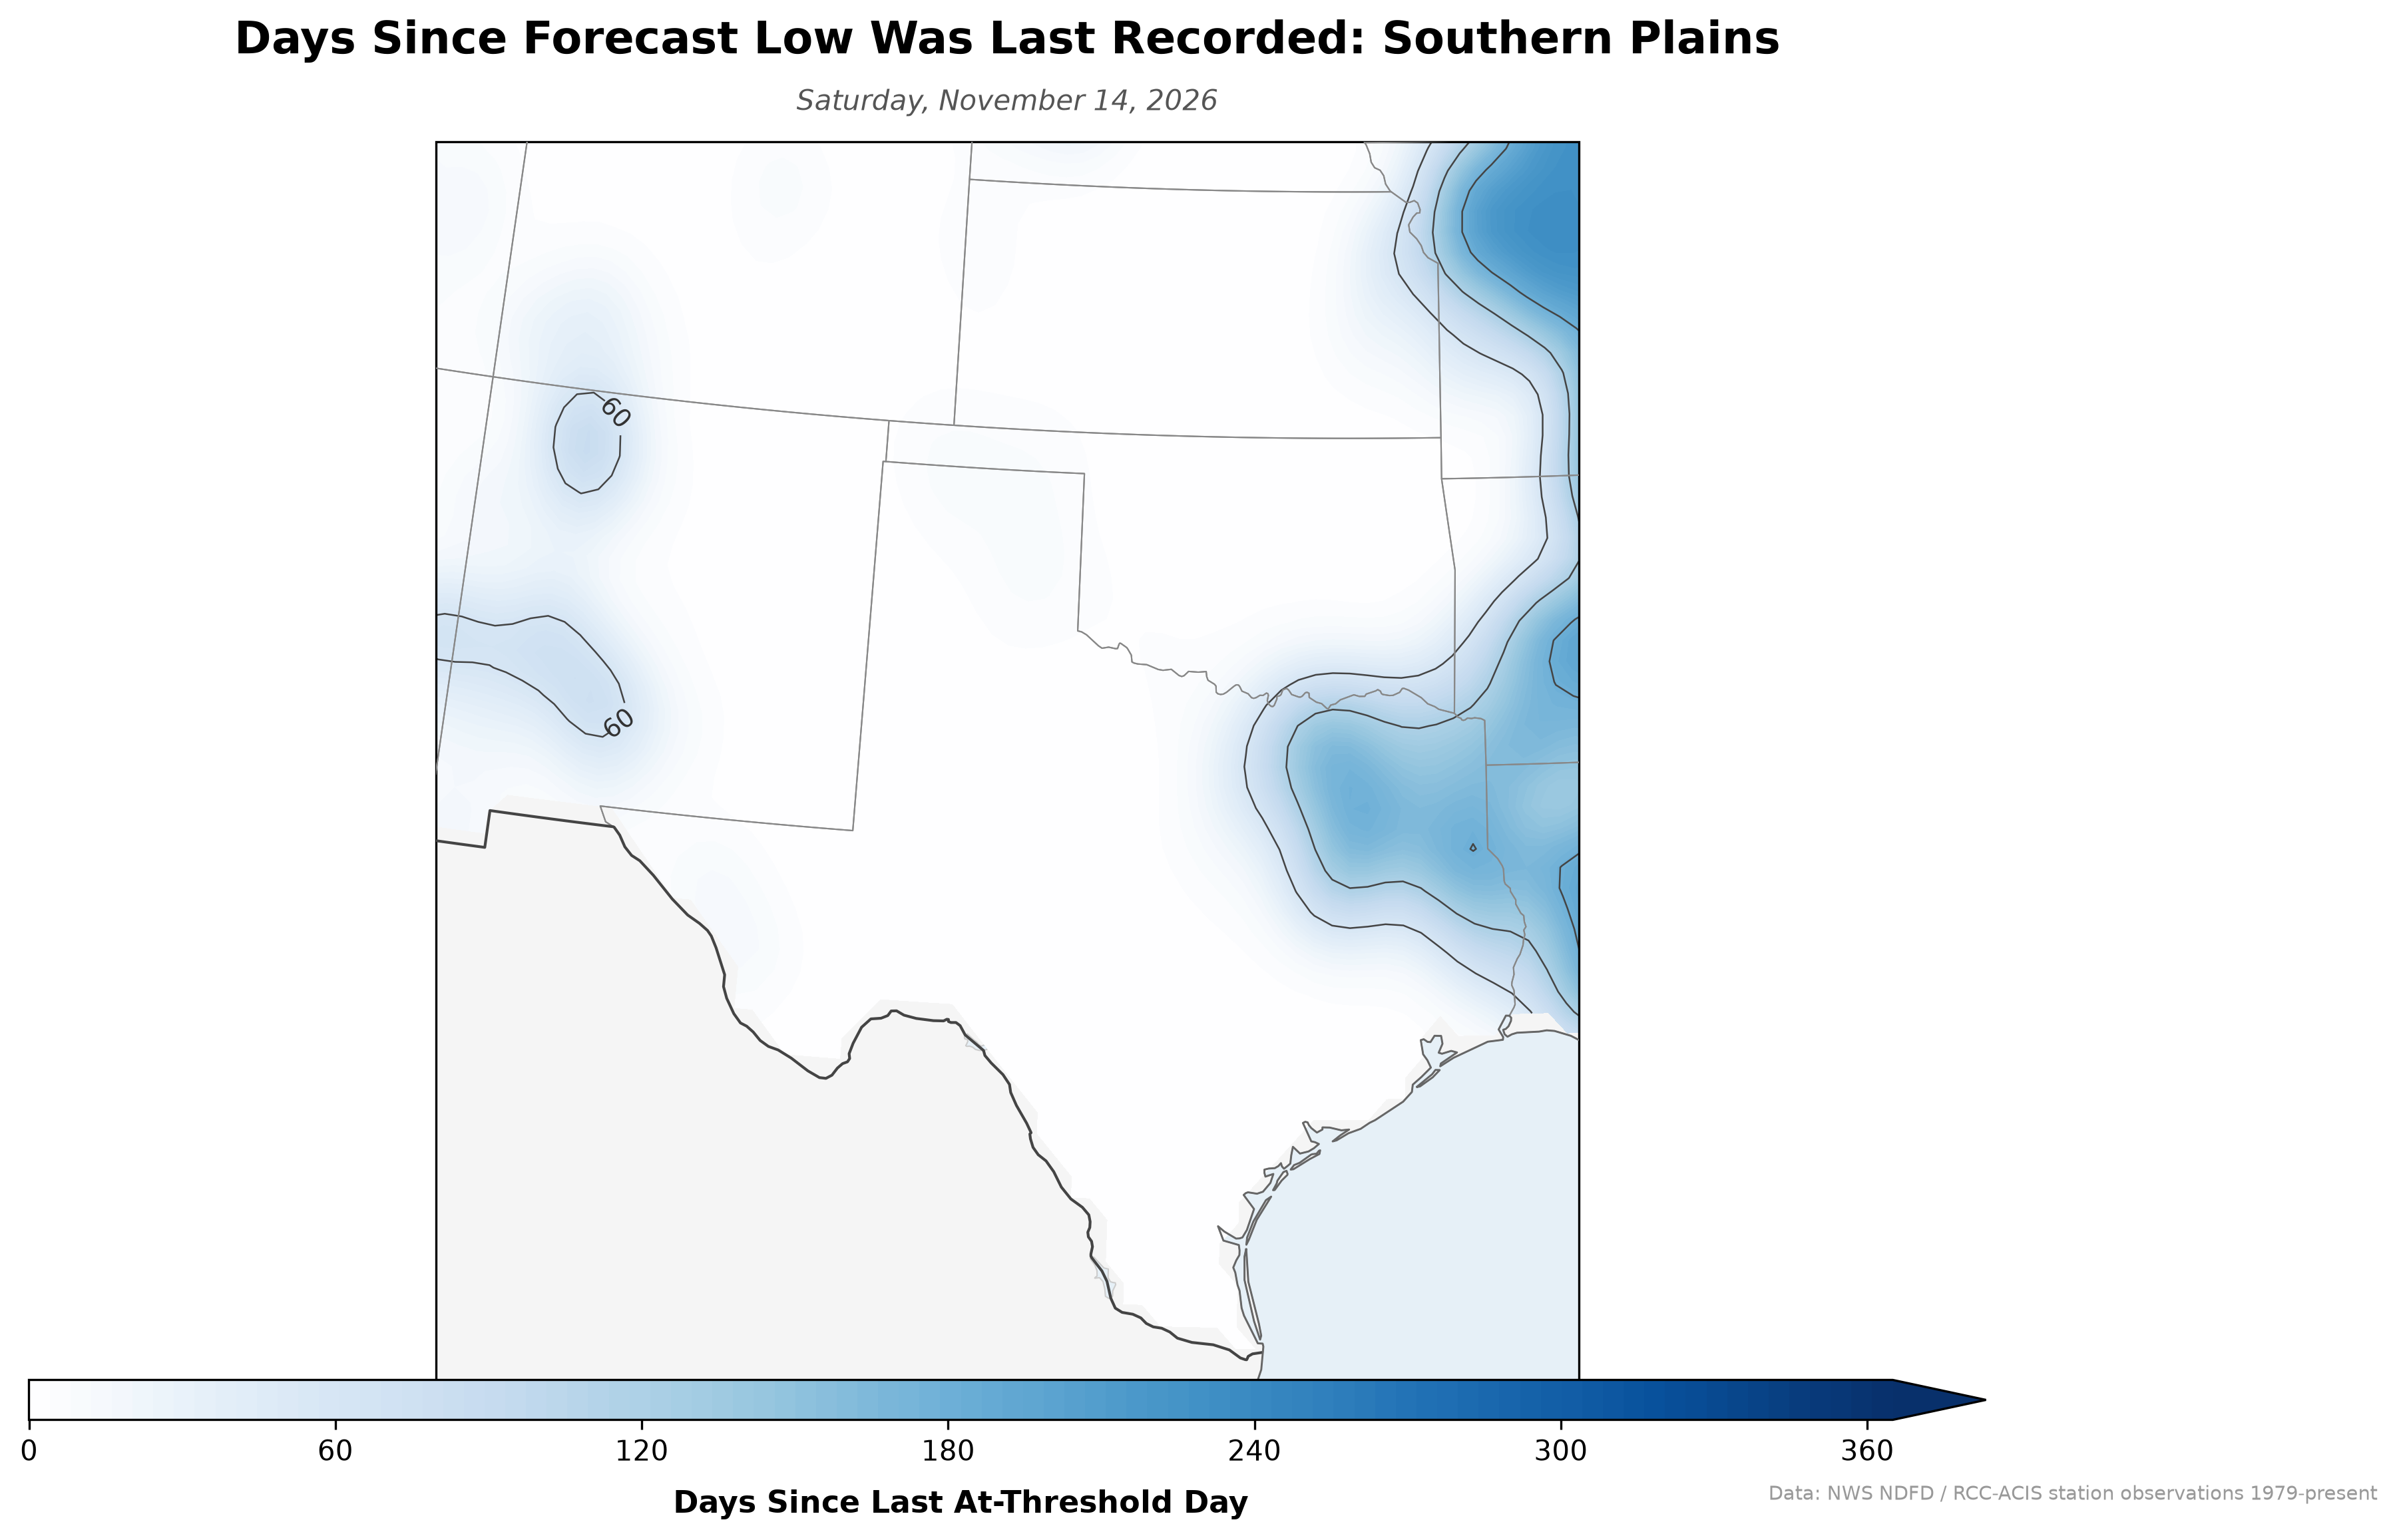 Days Since Forecast Low Was Last Recorded: Southern Plains
Saturday, November 14, 2026
60
60
0 60 120 180 240 300 360
Days Since Last At-Threshold Day
Data: NWS NDFD / RCC-ACIS station observations 1979-present